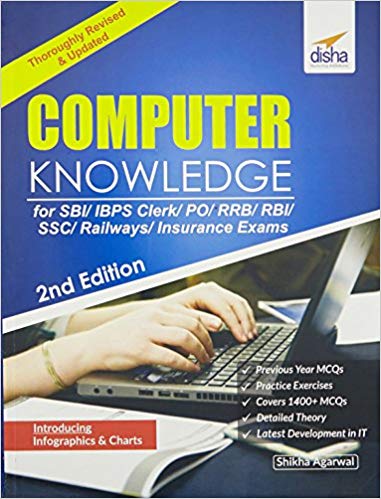 Thoroughly Revised
& Updated
disha
COMPUTER
KNOWLEDGE
for SBI/ IBPS Clerk/ PO/ RRB/ RBI/
SSC/ Railways/ Insurance Exams
2nd Edition
Previous Year MCQs
Practice Exercises
Covers 1400+ MCQs
Detailed Theory
Latest Development in IT
Introducing
Infographics & Charts
Shikha Agarwal